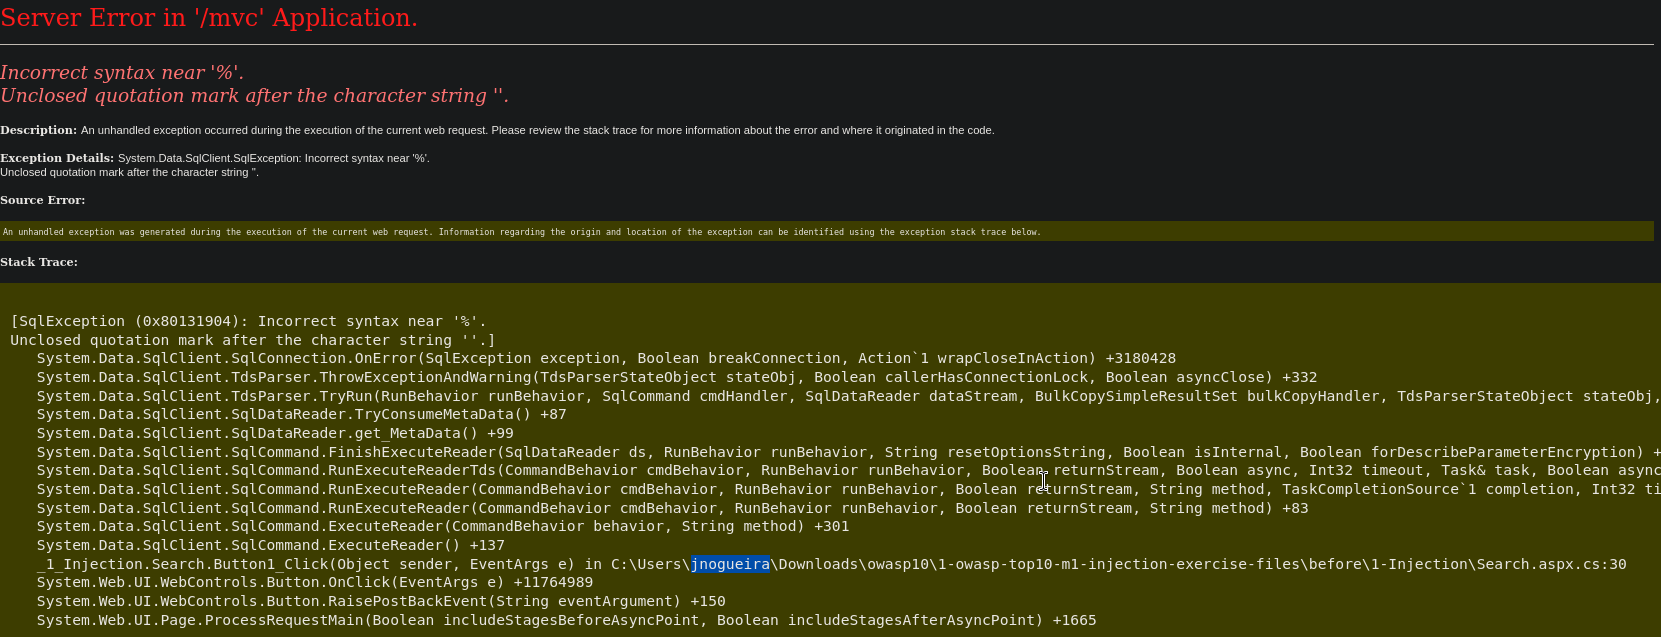 Server Error in '/mvc' Application.
Incorrect syntax near '%'.
Unclosed quotation mark after the character string ''.
Description: An unhandled exception occurred during the execution of the current web request. Please review the stack trace for more information about the error and where it originated in the code.
Exception Details: System.Data.SqlClient.SqlException: Incorrect syntax near '%'.
Unclosed quotation mark after the character string ''.
Source Error:
An unhandled exception was generated during the execution of the current web request. Information regarding the origin and location of the exception can be identified using the exception stack trace below.
Stack Trace:
[SqlException (0x80131904): Incorrect syntax near '%'.
Unclosed quotation mark after the character string ''.]
System.Data.SqlClient.SqlConnection.OnError(SqlException exception, Boolean breakConnection, Action`1 wrapCloseInAction) +3180428
System.Data.SqlClient.TdsParser.ThrowExceptionAndWarning(TdsParserStateObject stateObj, Boolean callerHasConnectionLock, Boolean asyncClose) +332
System.Data.SqlClient.TdsParser.TryRun(RunBehavior runBehavior, SqlCommand cmdHandler, SqlDataReader dataStream, BulkCopySimpleResultSet bulkCopyHandler, TdsParserStateObject stateObj,
System.Data.SqlClient.SqlDataReader.TryConsumeMetaData() +87
System.Data.SqlClient.SqlDataReader.get_MetaData() +99
System.Data.SqlClient.SqlCommand.FinishExecuteReader(SqlDataReader ds, RunBehavior runBehavior, String resetOptionsString, Boolean isInternal, Boolean forDescribeParameterEncryption) +
System.Data.SqlClient.SqlCommand.RunExecuteReaderTds(CommandBehavior cmdBehavior, RunBehavior runBehavior, Boolean returnStream, Boolean async, Int32 timeout, Task& task, Boolean async
System.Data.SqlClient.SqlCommand.RunExecuteReader(CommandBehavior cmdBehavior, RunBehavior runBehavior, Boolean returnStream, String method, TaskCompletionSource`1 completion, Int32 ti
System.Data.SqlClient.SqlCommand.RunExecuteReader(CommandBehavior cmdBehavior, RunBehavior runBehavior, Boolean returnStream, String method) +83
System.Data.SqlClient.SqlCommand.ExecuteReader(CommandBehavior behavior, String method) +301
System.Data.SqlClient.SqlCommand.ExecuteReader() +137
_1_Injection.Search.Button1_Click(Object sender, EventArgs e) in C:\Users\jnogueira\Downloads\owasp10\1-owasp-top10-m1-injection-exercise-files\before\1-Injection\Search.aspx.cs:30
System.Web.UI.WebControls.Button.OnClick(EventArgs e) +11764989
System.Web.UI.WebControls.Button.RaisePostBackEvent(String eventArgument) +150
System.Web.UI.Page.ProcessRequestMain(Boolean includeStagesBeforeAsyncPoint, Boolean includeStagesAfterAsyncPoint) +1665